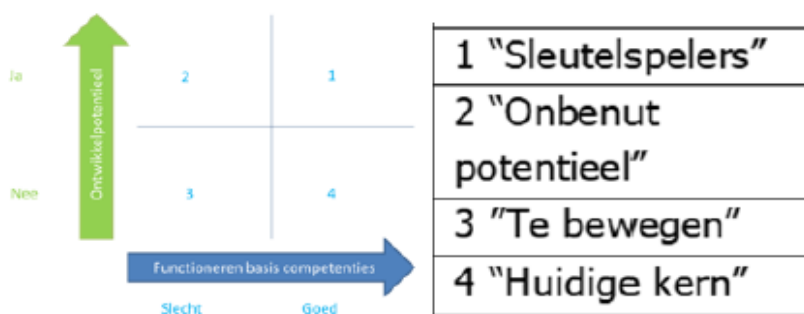 Ja
Ontwikkelpotentieel
2
1
Nee
3
4
Functioneren basis competenties
Slecht
Goed
1 “Sleutelspelers”
2 “Onbenut
potentieel”
3 ”Te bewegen”
4 “Huidige kern”